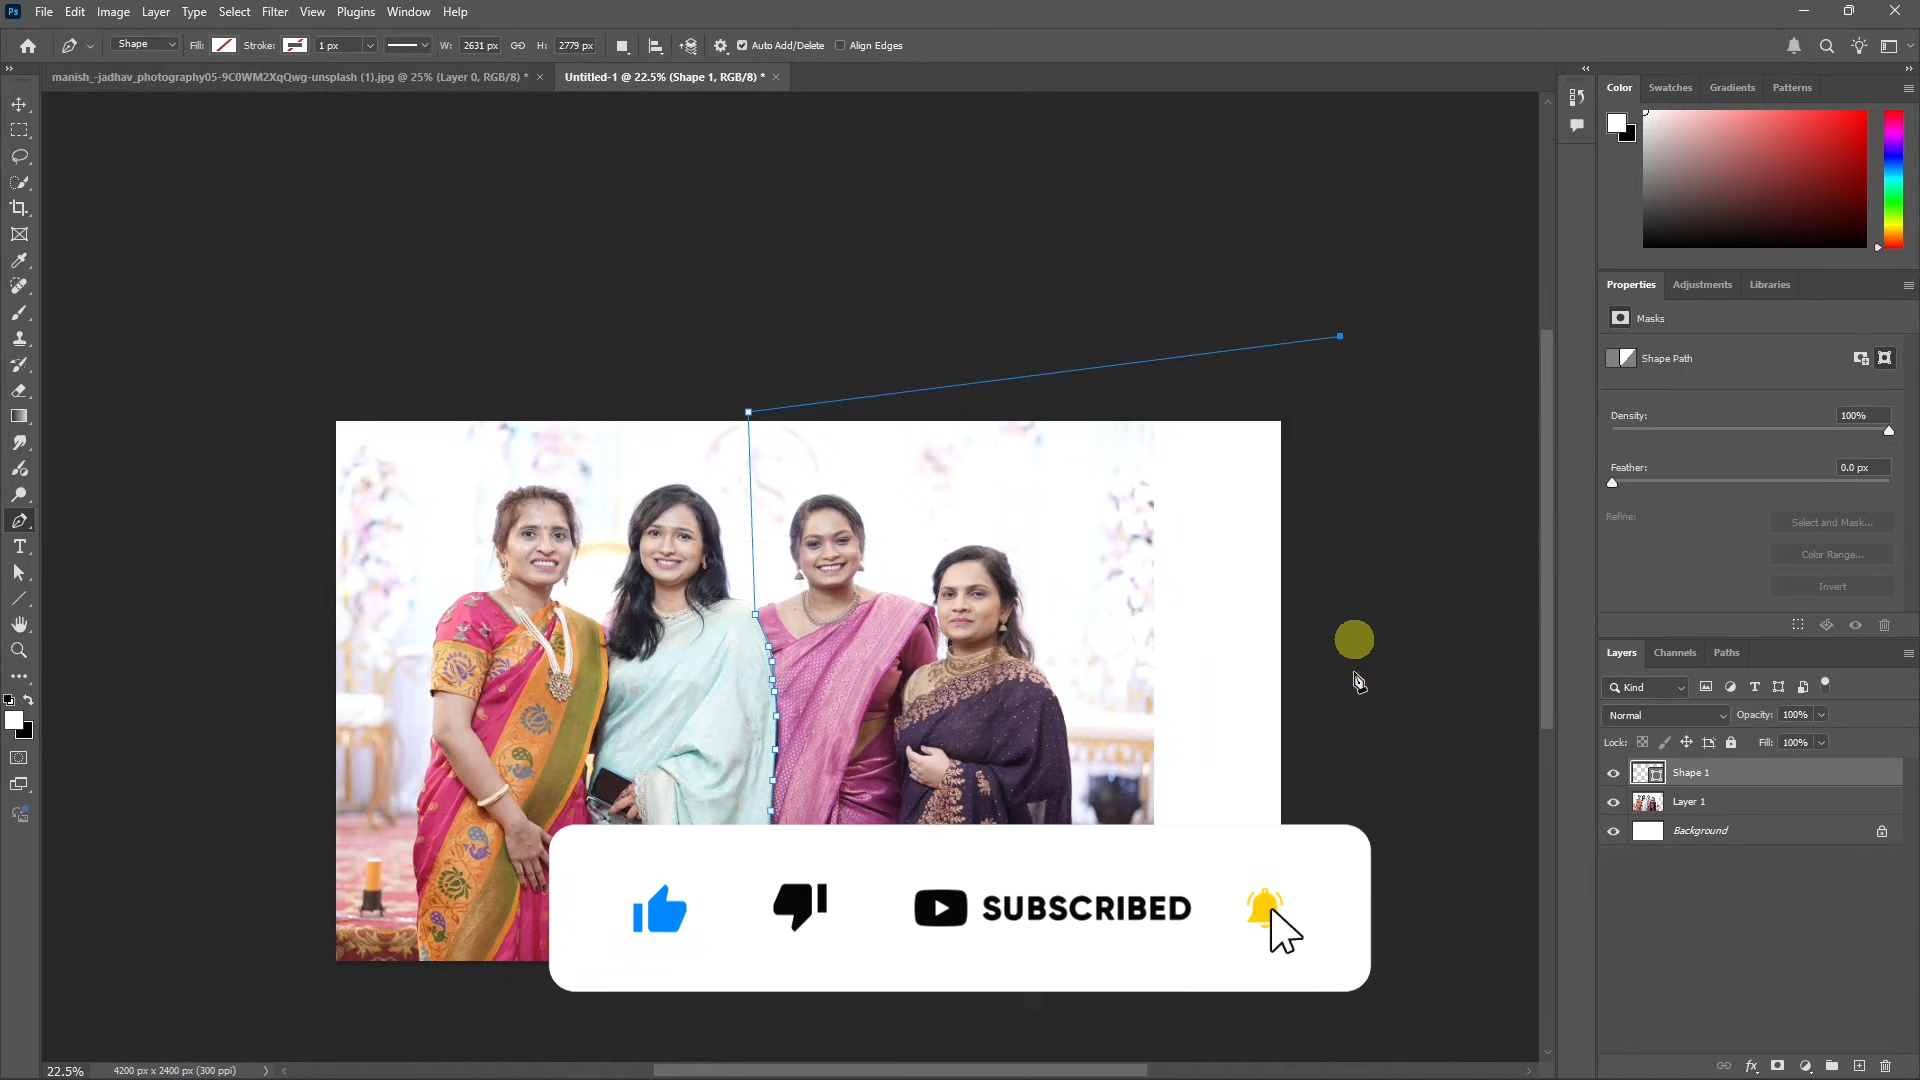 Ps File Edit Image Layer Type Select Filter View Plugins Window Help
Shape Fill: Stroke: 1 px W: 2631 px H: 2779 px Auto Add/Delete Align Edges
manish_-jadhav_photography05-9C0WM2XqQwg-unsplash (1).jpg @ 25% (Layer 0, RGB/8) * × Untitled-1 @ 22.5% (Shape 1, RGB/8) * ×
Color Swatches Gradients Patterns
Properties Adjustments Libraries
Masks
Shape Path
Density: 100%
Feather: 0.0 px
Refine: Select and Mask...
Color Range...
Invert
Layers Channels Paths
Kind
Normal Opacity: 100%
Lock: Fill: 100%
Shape 1
Layer 1
Background
SUBSCRIBED
22.5% 4200 px x 2400 px (300 ppi)